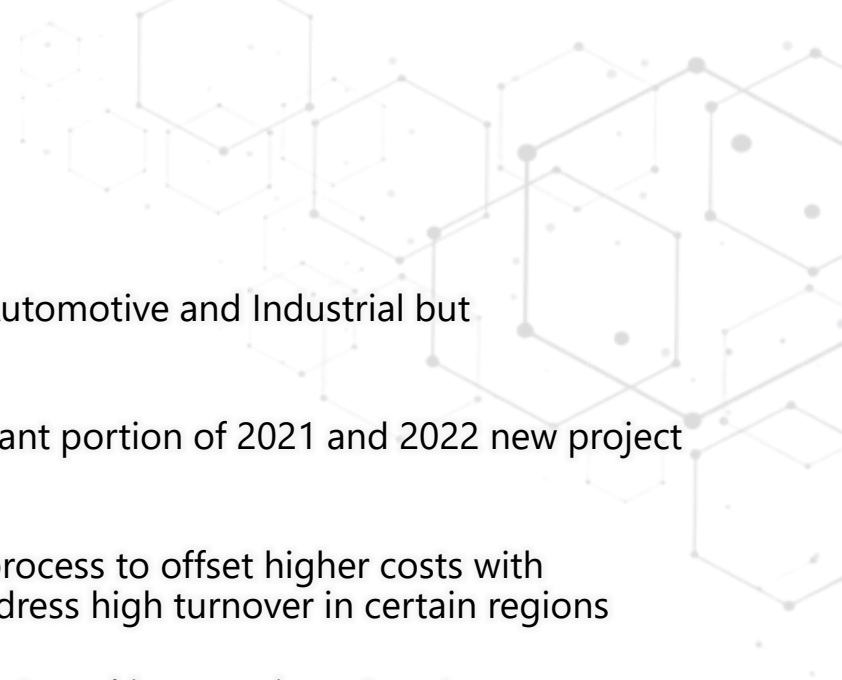 utomotive and Industrial but
ant portion of 2021 and 2022 new project
rocess to offset higher costs with
dress high turnover in certain regions